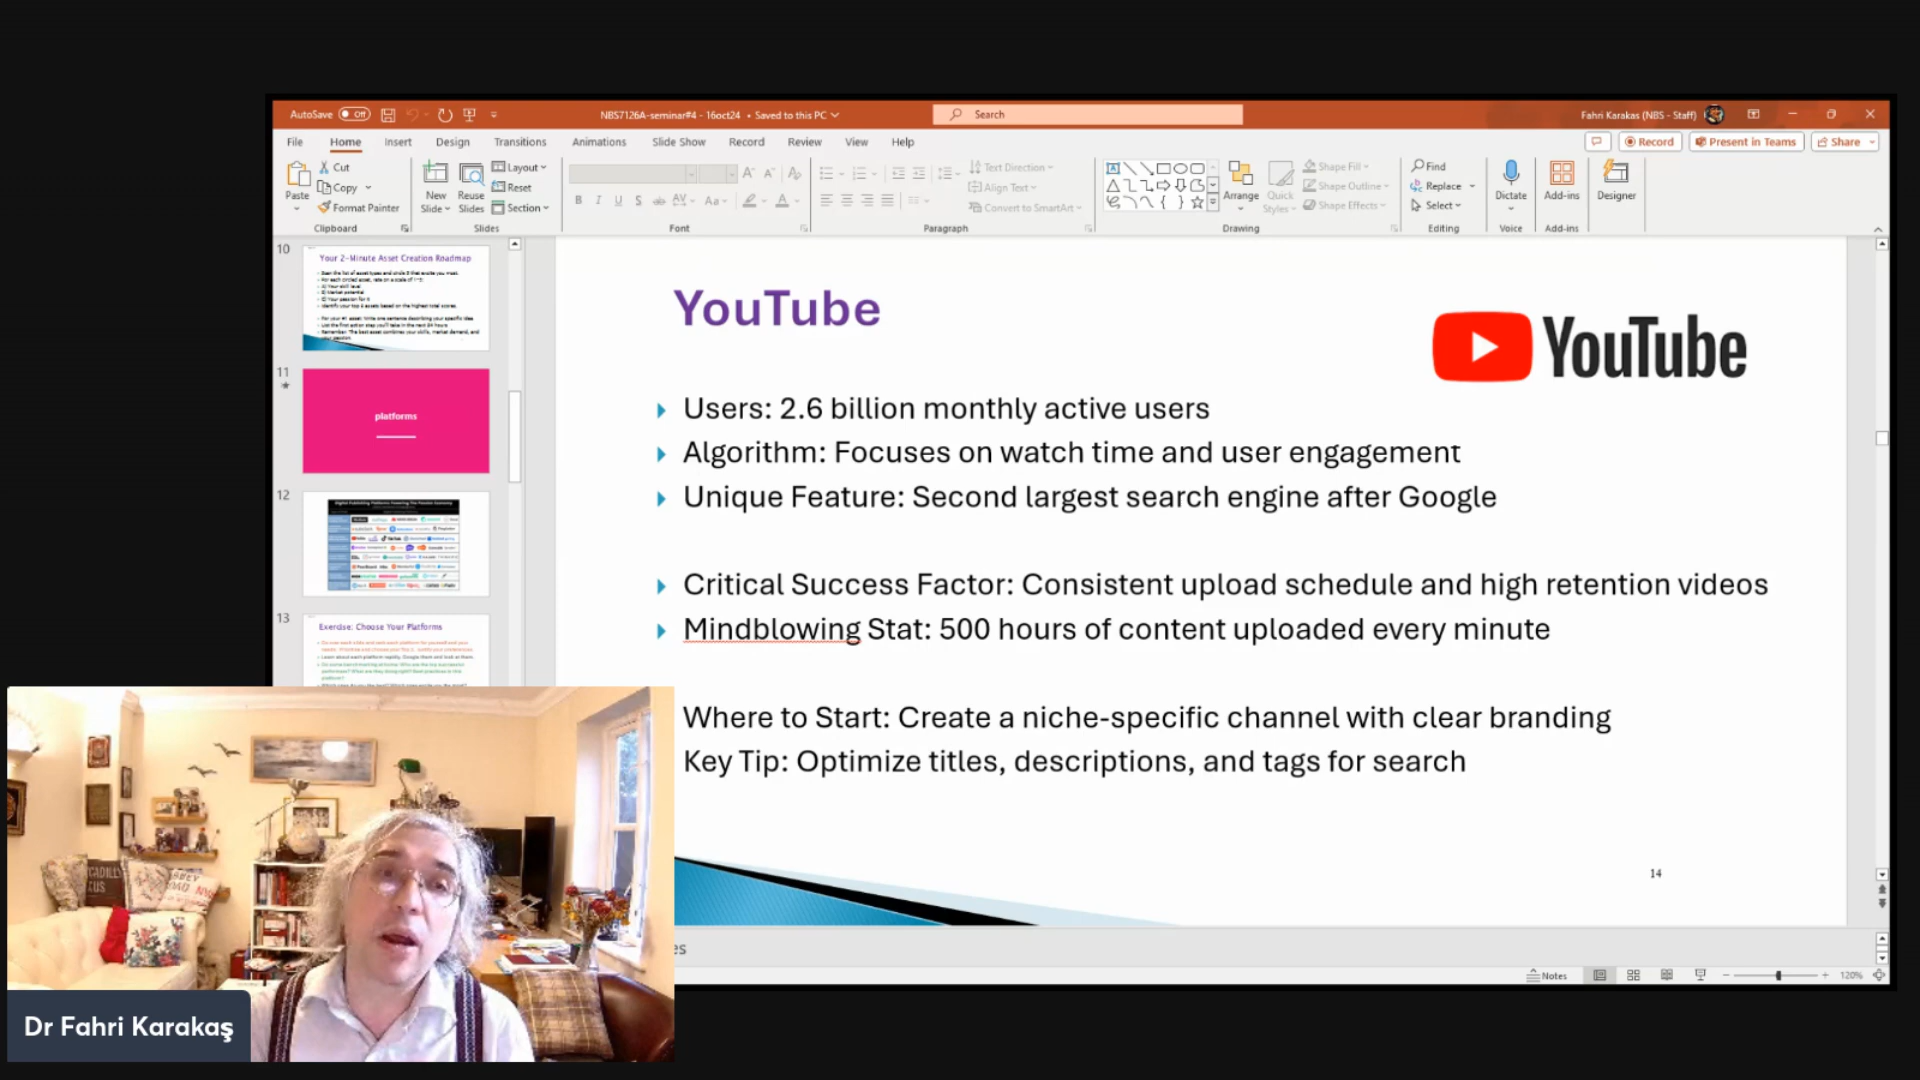 AutoSave Off
NBS7126A-seminar#4 - 16oct24 • Saved to this PC
Search
Fahri Karakas (NBS - Staff)
File Home Insert Design Transitions Animations Slide Show Record Review View Help
Record Present in Teams Share
Paste
Cut
Copy
Format Painter
Clipboard
New Slide
Reuse Slides
Layout
Reset
Section
Slides
Font
Text Direction
Align Text
Convert to SmartArt
Paragraph
Arrange
Quick Styles
Shape Fill
Shape Outline
Shape Effects
Drawing
Find
Replace
Select
Editing
Dictate
Voice
Add-ins
Add-ins
Designer
10
Your 2-Minute Asset Creation Roadmap
11
platforms
12
13
Exercise: Choose Your Platforms
YouTube
YouTube
Users: 2.6 billion monthly active users
Algorithm: Focuses on watch time and user engagement
Unique Feature: Second largest search engine after Google
Critical Success Factor: Consistent upload schedule and high retention videos
Mindblowing Stat: 500 hours of content uploaded every minute
Where to Start: Create a niche-specific channel with clear branding
Key Tip: Optimize titles, descriptions, and tags for search
14
es
Notes
120%
Dr Fahri Karakaş